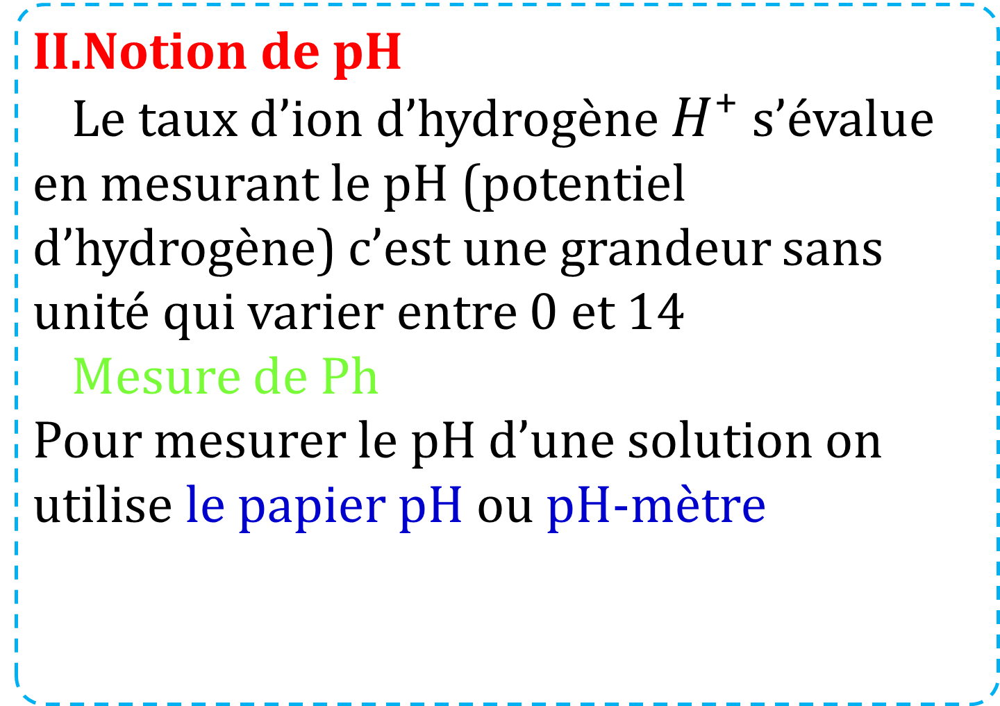 II.Notion de pH
Le taux d’ion d’hydrogène H⁺ s’évalue
en mesurant le pH (potentiel
d’hydrogène) c’est une grandeur sans
unité qui varier entre 0 et 14
Mesure de Ph
Pour mesurer le pH d’une solution on
utilise le papier pH ou pH-mètre